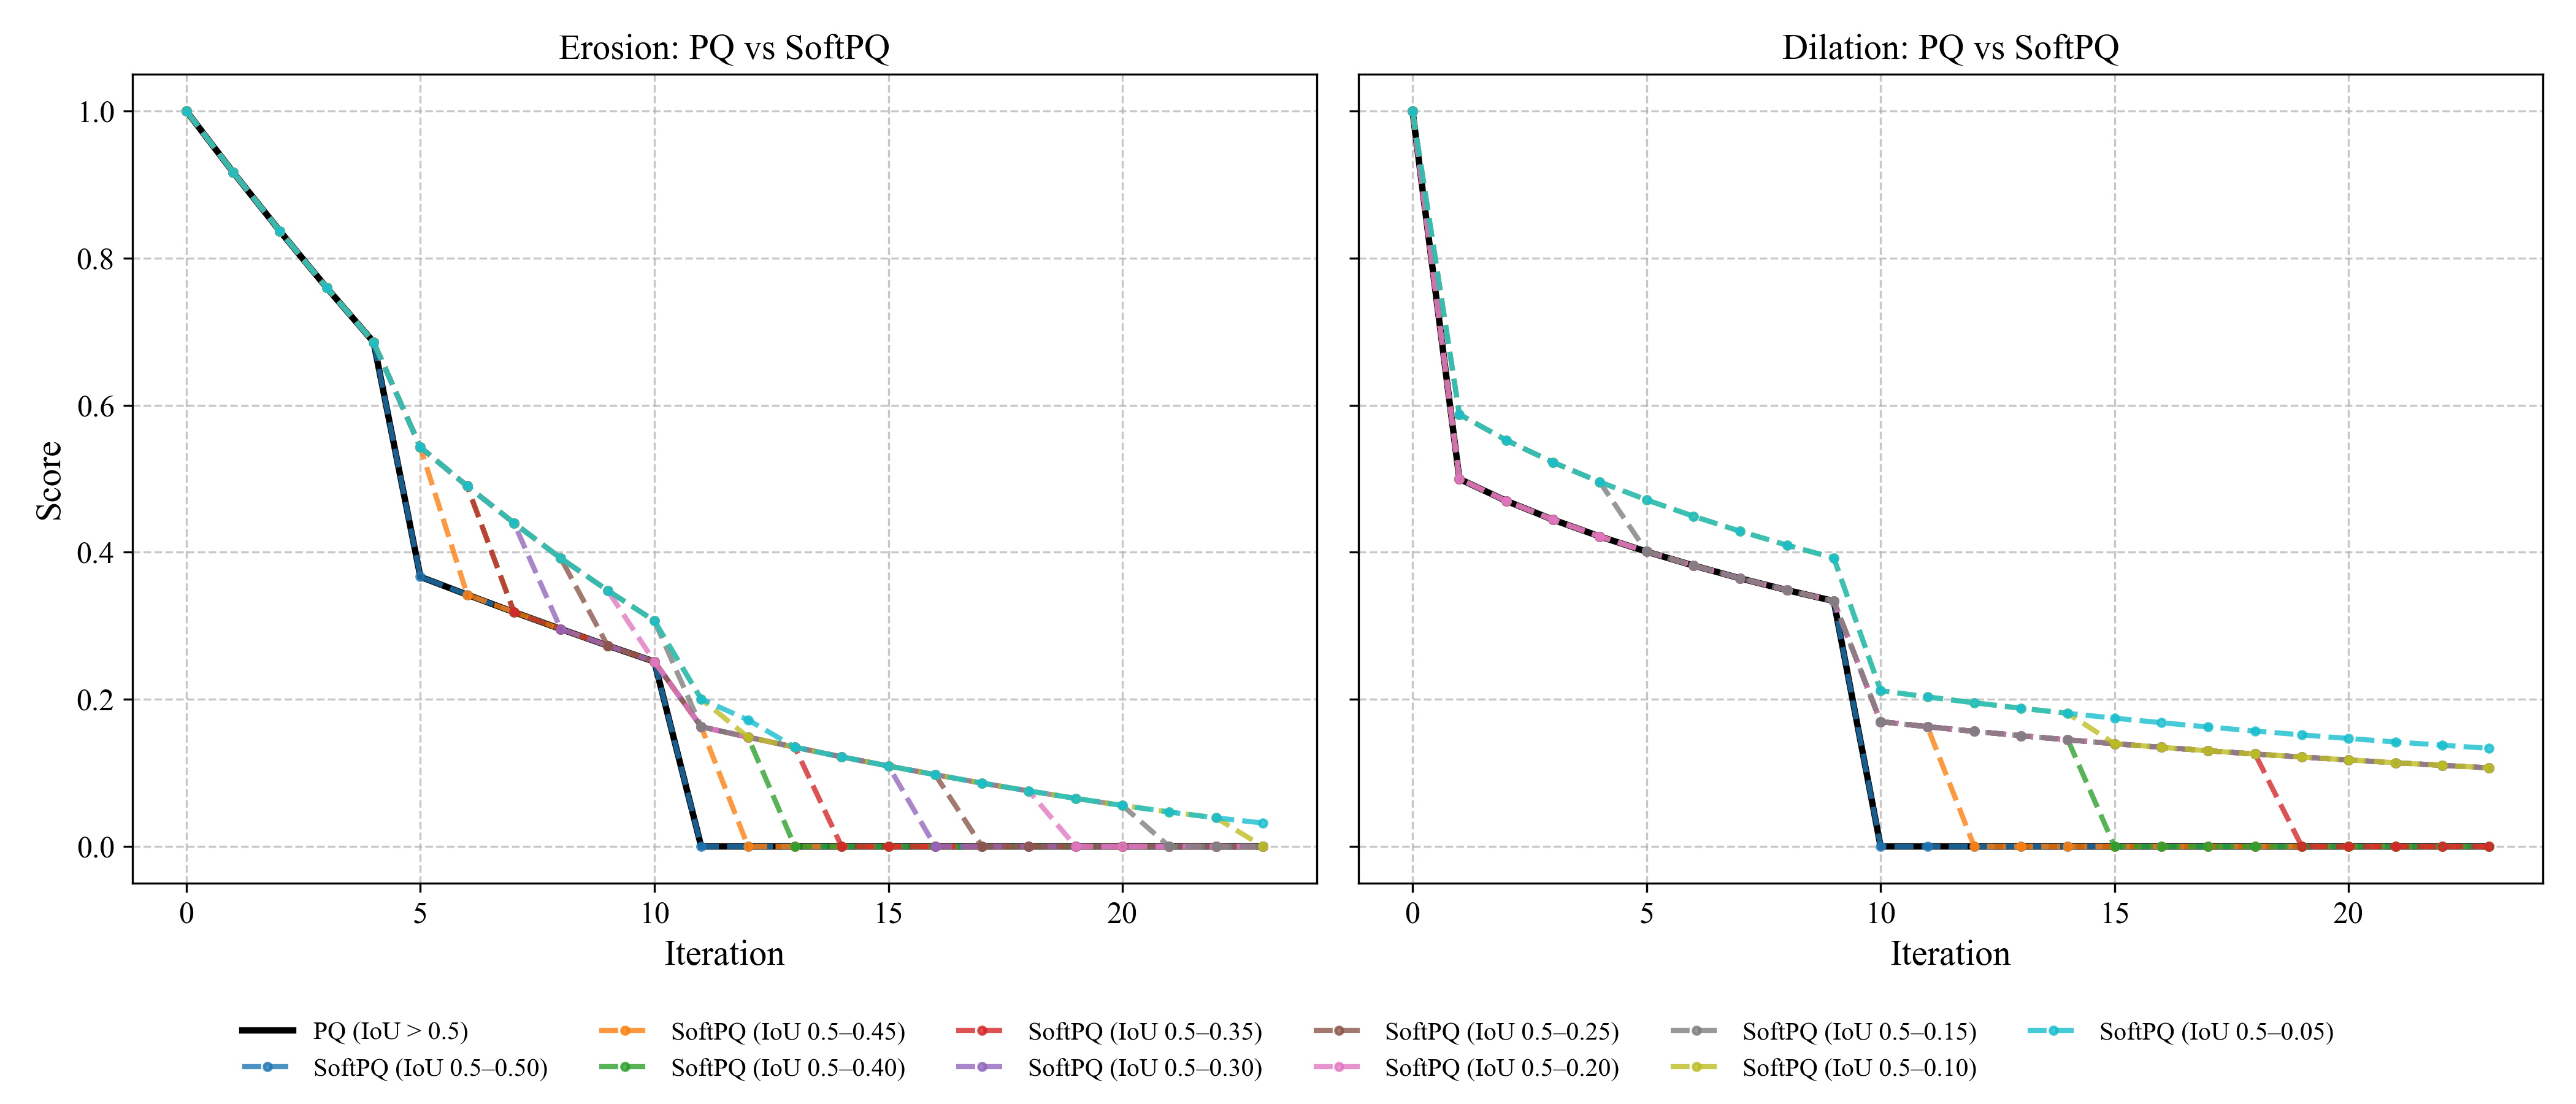 Erosion: PQ vs SoftPQ
Dilation: PQ vs SoftPQ
Score
1.0
0.8
0.6
0.4
0.2
0.0
0 5 10 15 20
0 5 10 15 20
Iteration
Iteration
PQ (IoU > 0.5)
SoftPQ (IoU 0.5–0.50)
SoftPQ (IoU 0.5–0.45)
SoftPQ (IoU 0.5–0.40)
SoftPQ (IoU 0.5–0.35)
SoftPQ (IoU 0.5–0.30)
SoftPQ (IoU 0.5–0.25)
SoftPQ (IoU 0.5–0.20)
SoftPQ (IoU 0.5–0.15)
SoftPQ (IoU 0.5–0.10)
SoftPQ (IoU 0.5–0.05)